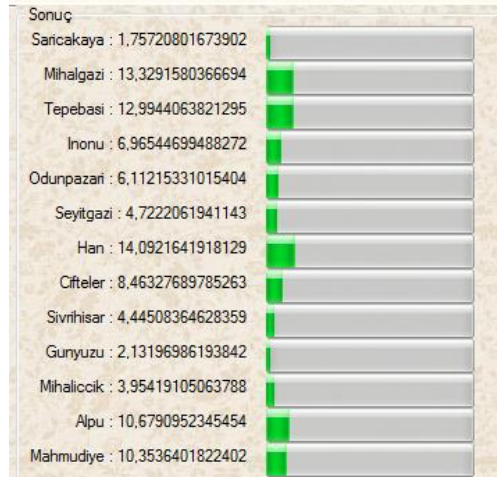 Sonuç
Saricakaya : 1,75720801673902
Mihalgazi : 13,3291580366694
Tepebasi : 12,9944063821295
Inonu : 6,96544699488272
Odunpazari : 6,11215331015404
Seyitgazi : 4,7222061941143
Han : 14,0921641918129
Cifteler : 8,46327689785263
Sivrihisar : 4,44508364628359
Gunyuzu : 2,13196986193842
Mihaliccik : 3,95419105063788
Alpu : 10,6790952345454
Mahmudiye : 10,3536401822402